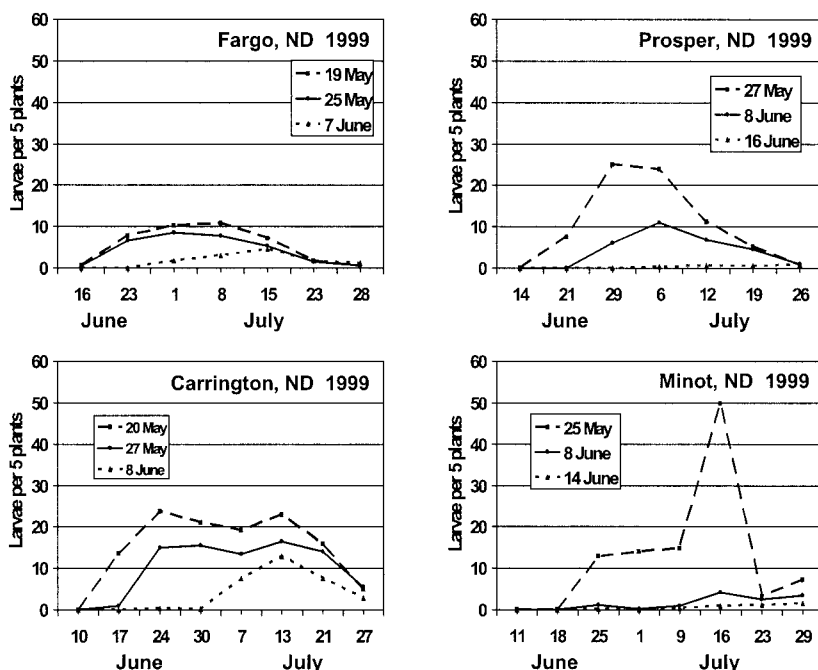 Fargo, ND 1999
60
50
40
30
20
10
0
Larvae per 5 plants
19 May
25 May
7 June
16 23 1 8 15 23 28
June July
Prosper, ND 1999
60
50
40
30
20
10
0
Larvae per 5 plants
27 May
8 June
16 June
14 21 29 6 12 19 26
June July
Carrington, ND 1999
60
50
40
30
20
10
0
Larvae per 5 plants
20 May
27 May
8 June
10 17 24 30 7 13 21 27
June July
Minot, ND 1999
60
50
40
30
20
10
0
Larvae per 5 plants
25 May
8 June
14 June
11 18 25 1 9 16 23 29
June July